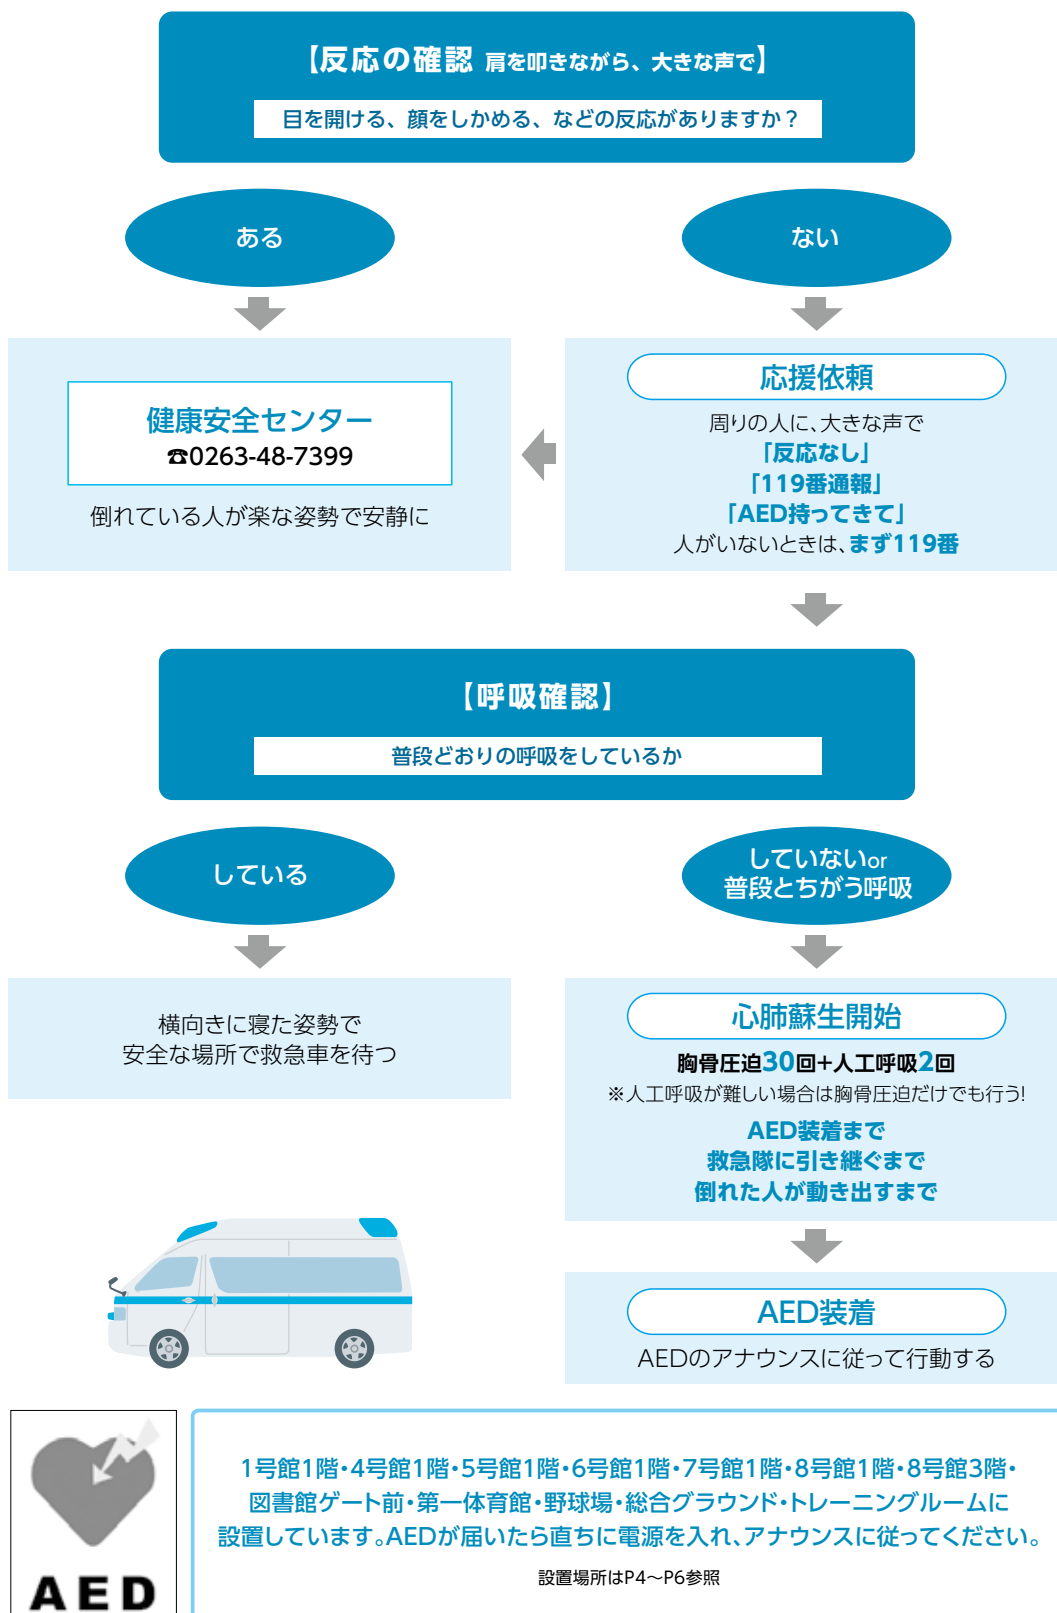 【反応の確認 肩を叩きながら、大きな声で】
目を開ける、顔をしかめる、などの反応がありますか？
ある
ない
健康安全センター
☎0263-48-7399
倒れている人が楽な姿勢で安静に
応援依頼
周りの人に、大きな声で
「反応なし」
「119番通報」
「AED持ってきて」
人がいないときは、まず119番
【呼吸確認】
普段どおりの呼吸をしているか
している
していないor
普段とちがう呼吸
横向きに寝た姿勢で
安全な場所で救急車を待つ
心肺蘇生開始
胸骨圧迫30回+人工呼吸2回
※人工呼吸が難しい場合は胸骨圧迫だけでも行う!
AED装着まで
救急隊に引き継ぐまで
倒れた人が動き出すまで
AED装着
AEDのアナウンスに従って行動する
AED
1号館1階・4号館1階・5号館1階・6号館1階・7号館1階・8号館1階・8号館3階・
図書館ゲート前・第一体育館・野球場・総合グラウンド・トレーニングルームに
設置しています。AEDが届いたら直ちに電源を入れ、アナウンスに従ってください。
設置場所はP4〜P6参照